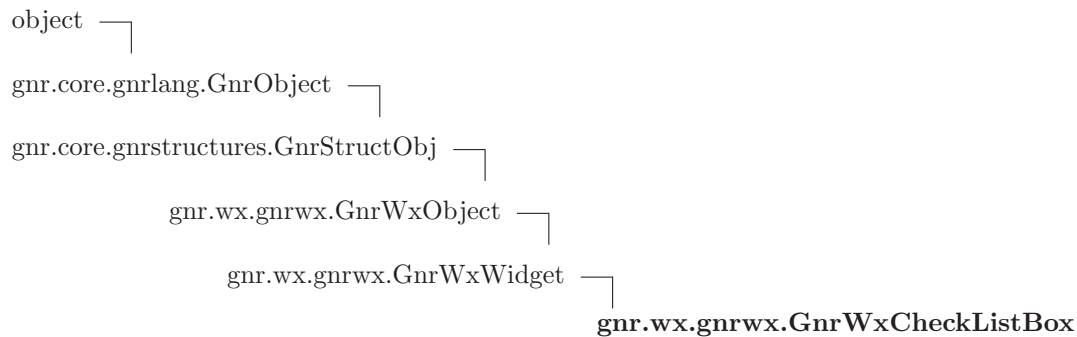 object
gnr.core.gnrlang.GnrObject
gnr.core.gnrstructures.GnrStructObj
gnr.wx.gnrwx.GnrWxObject
gnr.wx.gnrwx.GnrWxWidget
gnr.wx.gnrwx.GnrWxCheckListBox